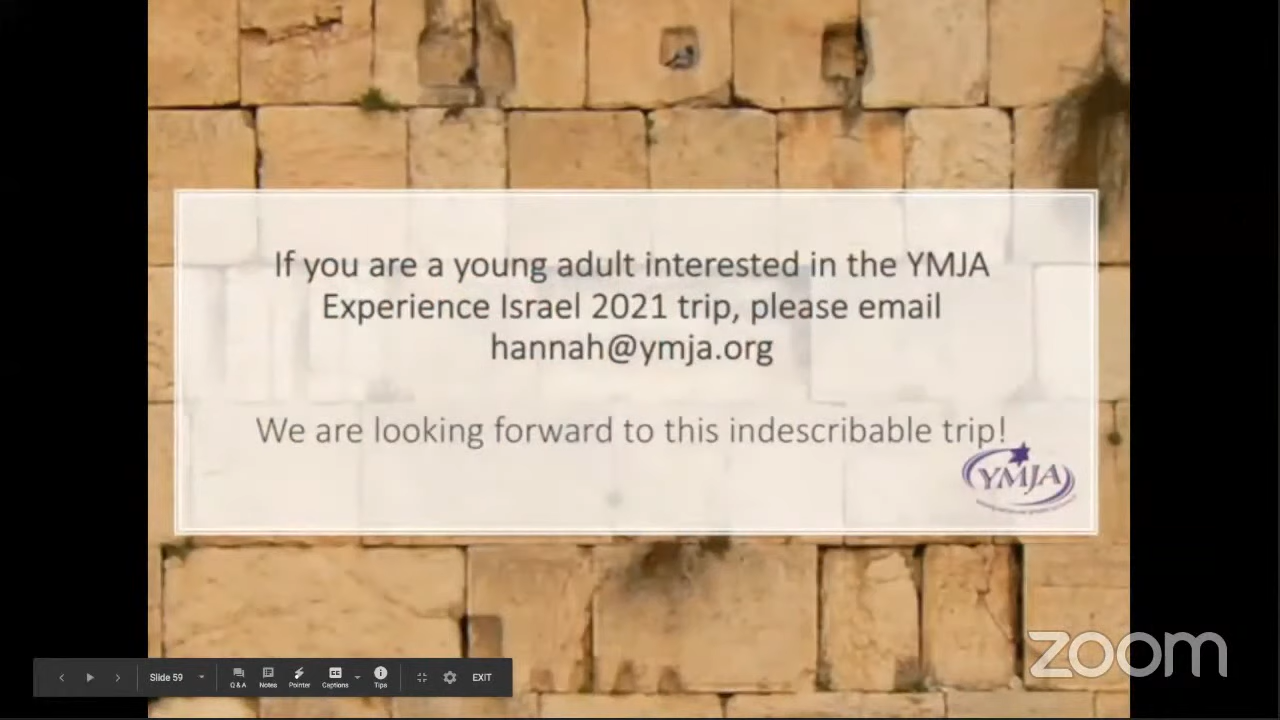 If you are a young adult interested in the YMJA
Experience Israel 2021 trip, please email
hannah@ymja.org
We are looking forward to this indescribable trip!
YMJA
zoom
Slide 59
Q & A
Notes
Pointer
Captions
Tips
EXIT